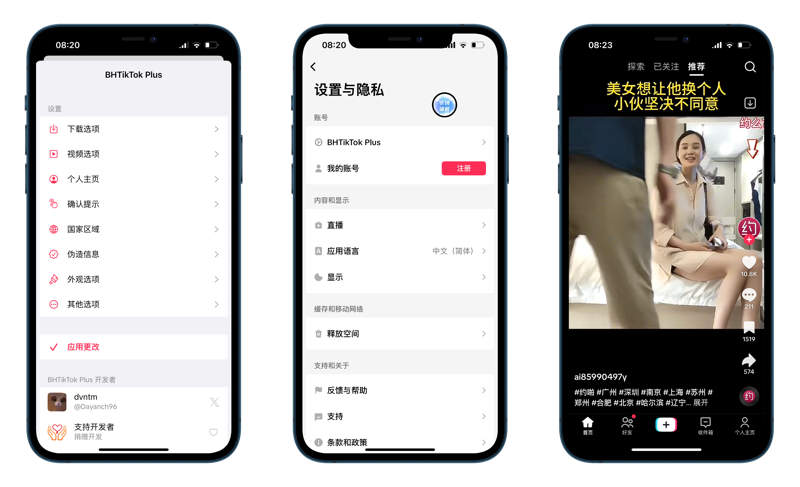 08:20
BHTikTok Plus
设置
下载选项
视频选项
个人主页
确认提示
国家区域
伪造信息
外观选项
其他选项
应用更改
BHTikTok Plus 开发者
dvntm
@Dayanch96
支持开发者
捐赠开发
08:20
设置与隐私
账号
BHTikTok Plus
我的账号
注册
内容和显示
直播
应用语言
中文（简体）
显示
缓存和移动网络
释放空间
支持和关于
反馈与帮助
支持
条款和政策
08:23
探索 已关注 推荐
美女想让他换个人
小伙坚决不同意
约
10.8K
211
1519
574
ai85990497y
#约啪 #广州 #深圳 #南京 #上海 #苏州 #
郑州 #合肥 #北京 #哈尔滨 #辽宁... 展开
约
首页
好友
收件箱
个人主页